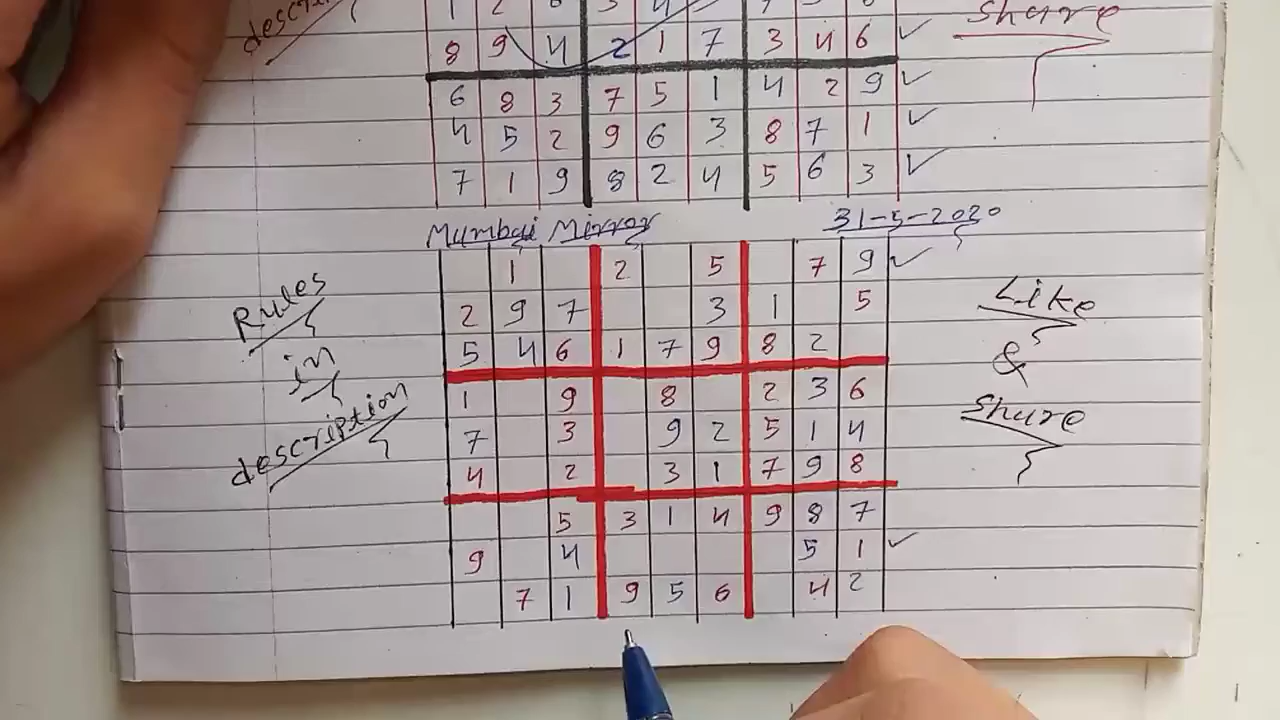 Share
8 9 4 2 1 7 3 4 6
6 8 3 7 5 1 4 2 9
4 5 2 9 6 3 8 7 1
7 1 9 8 2 4 5 6 3
Mumbai Mirror 31-5-2020
1 2 5 7 9
2 9 7 3 1 5
5 4 6 1 7 9 8 2
1 9 8 2 3 6
7 3 9 2 5 1 4
4 2 3 1 7 9 8
5 3 1 4 9 8 7
9 4 5 1
7 1 9 5 6 4 2
Rules
in
description
Like
&
Share